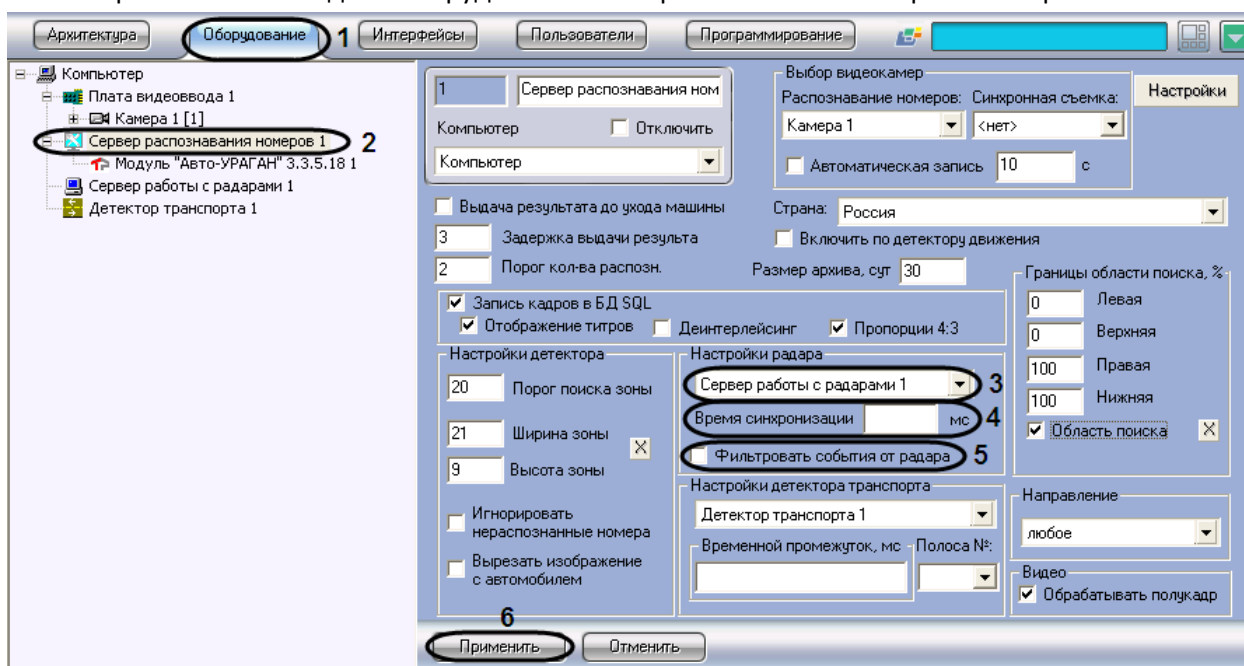 Архитектура Оборудование 1 Интерфейсы Пользователи Программирование
Компьютер
Плата видеоввода 1
Камера 1 [1]
Сервер распознавания номеров 1 2
Модуль "Авто-УРАГАН" 3.3.5.18 1
Сервер работы с радарами 1
Детектор транспорта 1
1 Сервер распознавания ном
Компьютер Отключить
Компьютер
Выбор видеокамер
Распознавание номеров: Синхронная съемка:
Камера 1 <нет>
Автоматическая запись 10 с
Настройки
Выдача результата до ухода машины
Страна: Россия
3 Задержка выдачи результа
Включить по детектору движения
2 Порог кол-ва распозн.
Размер архива, сут 30
Запись кадров в БД SQL
Отображение титров Деинтерлейсинг Пропорции 4:3
Границы области поиска, %
0 Левая
0 Верхняя
100 Правая
100 Нижняя
Область поиска X
Настройки детектора
20 Порог поиска зоны
21 Ширина зоны
X
9 Высота зоны
Игнорировать
нераспознанные номера
Вырезать изображение
с автомобилем
Настройки радара
Сервер работы с радарами 1 3
Время синхронизации мс 4
Фильтровать события от радара 5
Настройки детектора транспорта
Детектор транспорта 1
Временной промежуток, мс Полоса №:
Направление
любое
Видео
Обрабатывать полукадр
6
Применить Отменить